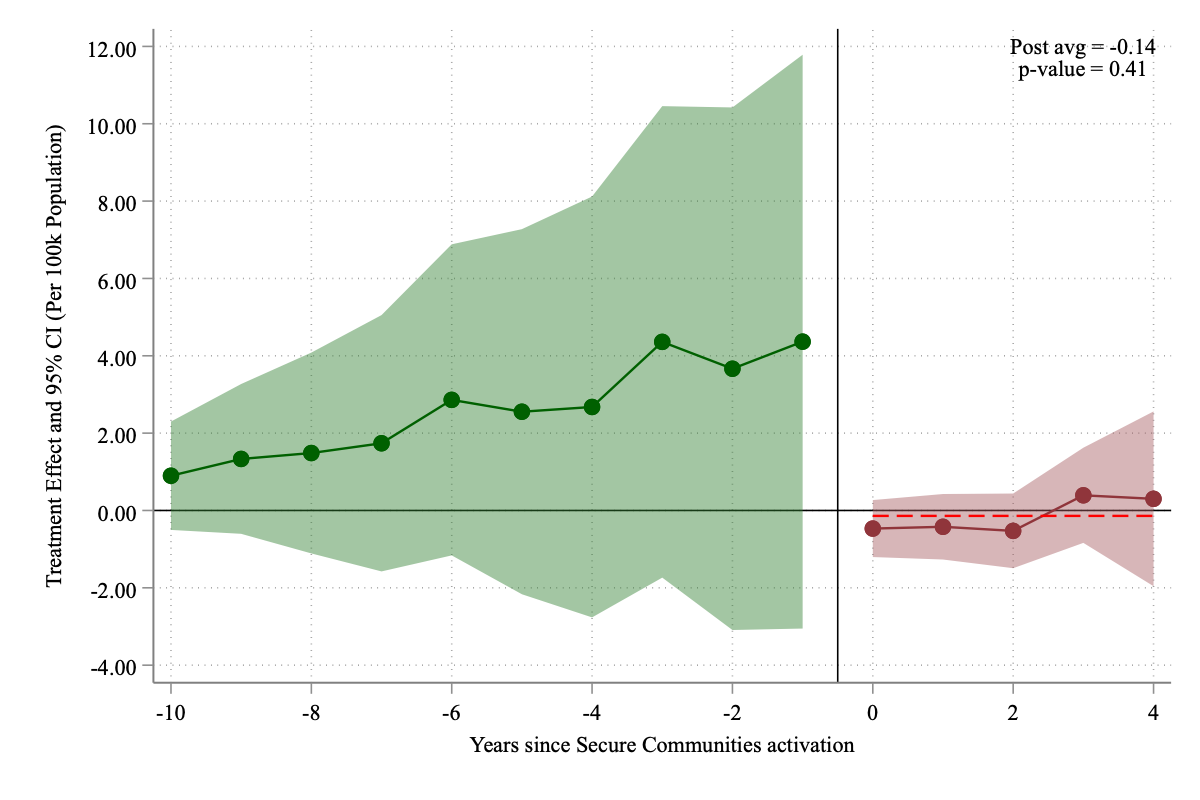 Post avg = -0.14
p-value = 0.41
12.00
10.00
8.00
6.00
4.00
2.00
0.00
-2.00
-4.00
Treatment Effect and 95% CI (Per 100k Population)
-10 -8 -6 -4 -2 0 2 4
Years since Secure Communities activation